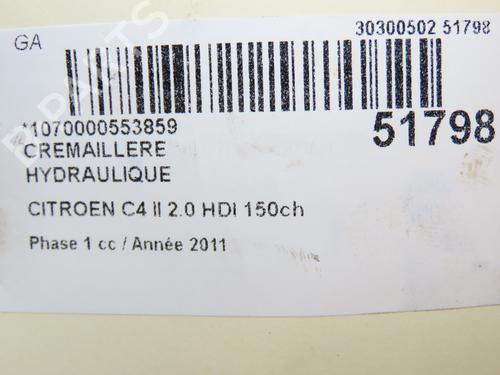 GA
30300502 51798
*1070000553859
51798
CREMAILLERE
HYDRAULIQUE
CITROEN C4 II 2.0 HDI 150ch
Phase 1 cc / Année 2011
B-PARTS